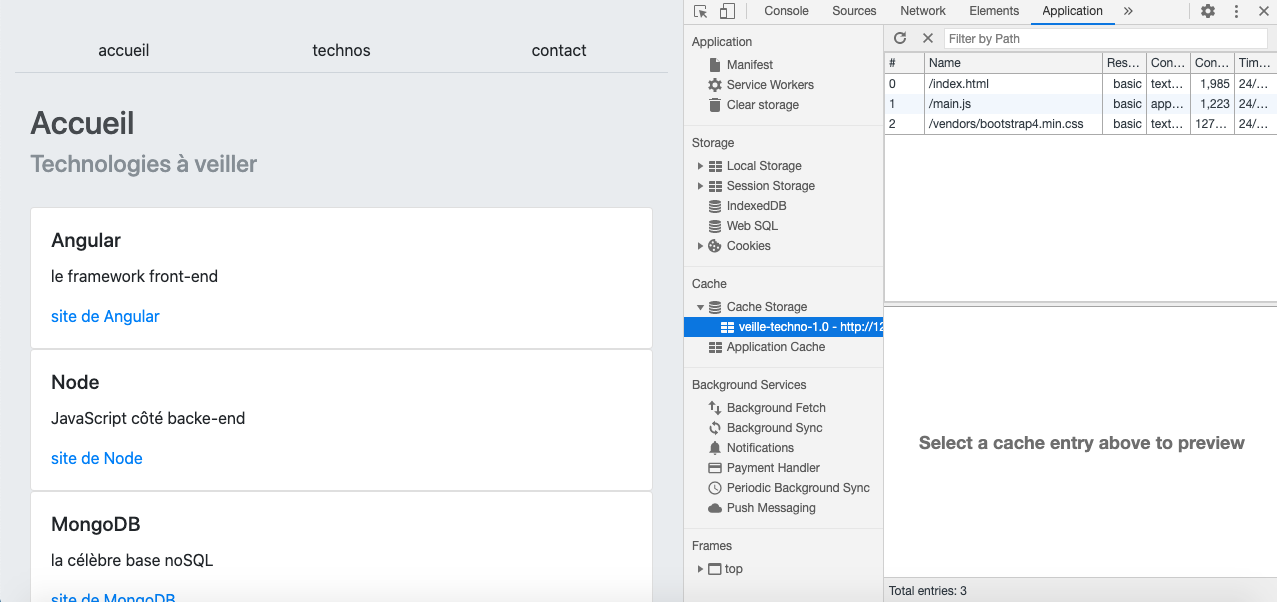 accueil technos contact
Accueil
Technologies à veiller
Angular
le framework front-end
site de Angular
Node
JavaScript côté backe-end
site de Node
MongoDB
la célèbre base noSQL
site de MongoDB
Console Sources Network Elements Application »
Application
Manifest
Service Workers
Clear storage
Storage
Local Storage
Session Storage
IndexedDB
Web SQL
Cookies
Cache
Cache Storage
veille-techno-1.0 - http://12
Application Cache
Background Services
Background Fetch
Background Sync
Notifications
Payment Handler
Periodic Background Sync
Push Messaging
Frames
top
Filter by Path
# Name Res... Con... Con... Tim...
0 /index.html basic text... 1,985 24/...
1 /main.js basic app... 1,223 24/...
2 /vendors/bootstrap4.min.css basic text... 127... 24/...
Select a cache entry above to preview
Total entries: 3